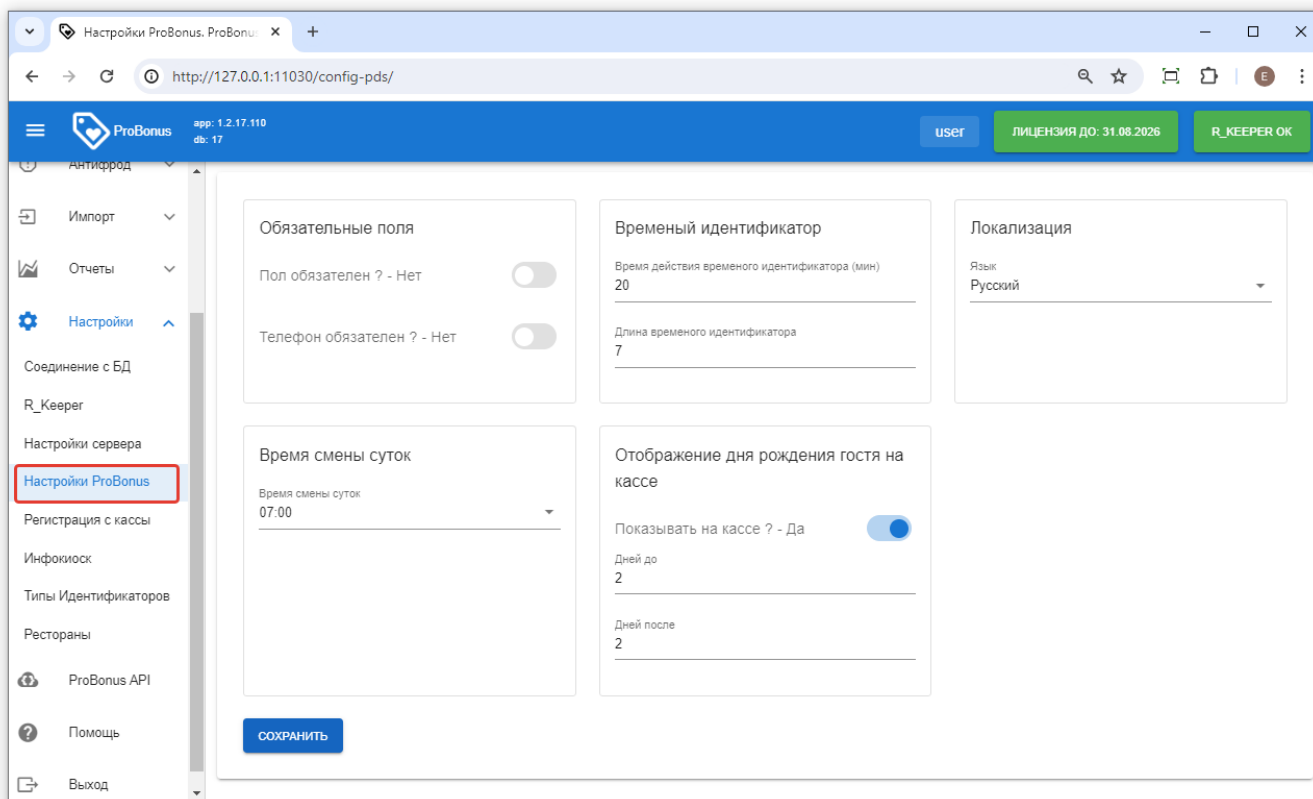 Настройки ProBonus. ProBonu
http://127.0.0.1:11030/config-pds/
E
ProBonus
app: 1.2.17.110
db: 17
user
ЛИЦЕНЗИЯ ДО: 31.08.2026
R_KEEPER OK
Антифрод
Импорт
Отчеты
Настройки
Соединение с БД
R_Keeper
Настройки сервера
Настройки ProBonus
Регистрация с кассы
Инфокиоск
Типы Идентификаторов
Рестораны
ProBonus API
Помощь
Выход
Обязательные поля
Пол обязателен ? - Нет
Телефон обязателен ? - Нет
Временый идентификатор
Время действия временого идентификатора (мин)
20
Длина временого идентификатора
7
Локализация
Язык
Русский
Время смены суток
Время смены суток
07:00
Отображение дня рождения гостя на
кассе
Показывать на кассе ? - Да
Дней до
2
Дней после
2
СОХРАНИТЬ